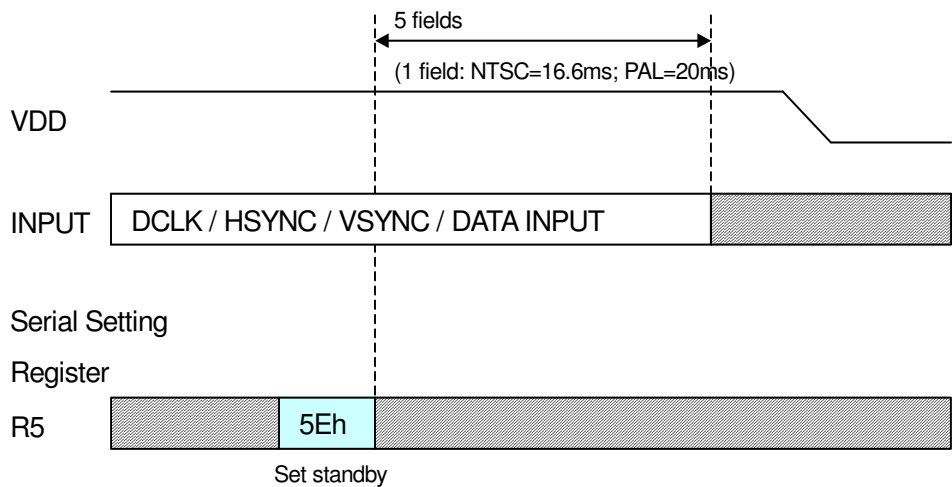 5 fields
(1 field: NTSC=16.6ms; PAL=20ms)
VDD
INPUT DCLK / HSYNC / VSYNC / DATA INPUT
Serial Setting
Register
R5 5Eh
Set standby